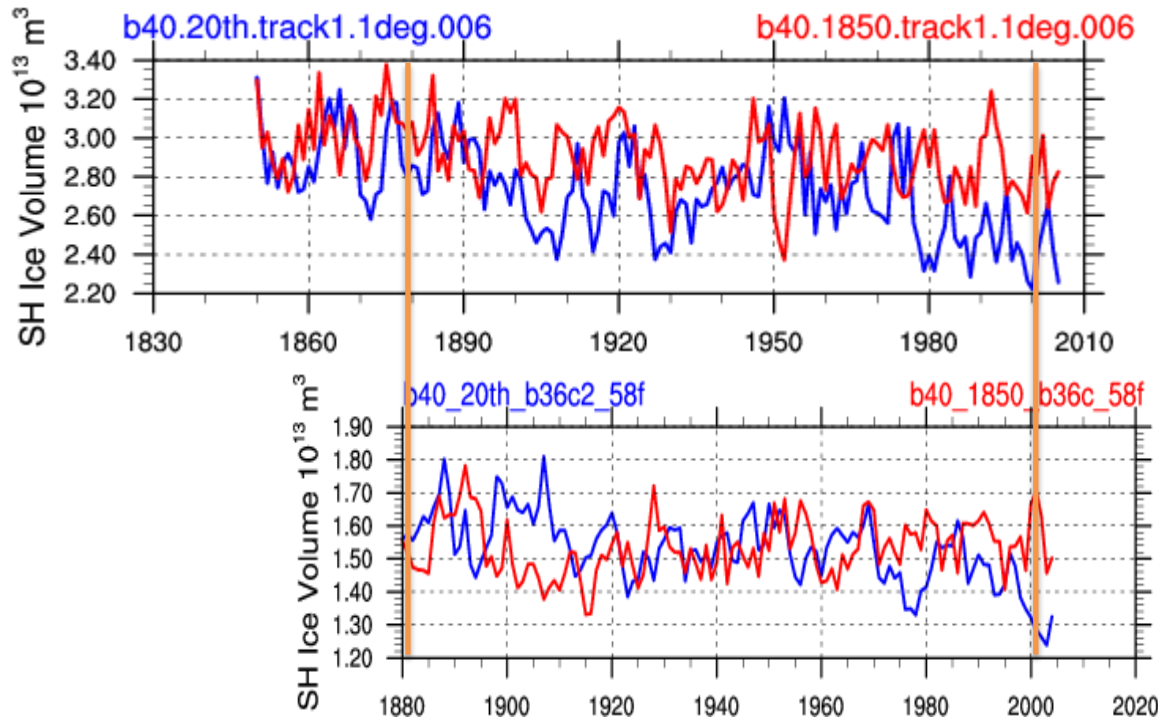 b40.20th.track1.1deg.006 b40.1850.track1.1deg.006
SH Ice Volume 10¹³ m³
3.40
3.20
3.00
2.80
2.60
2.40
2.20
1830 1860 1890 1920 1950 1980 2010
b40_20th_b36c2_58f b40_1850_b36c_58f
SH Ice Volume 10¹³ m³
1.90
1.80
1.70
1.60
1.50
1.40
1.30
1.20
1880 1900 1920 1940 1960 1980 2000 2020